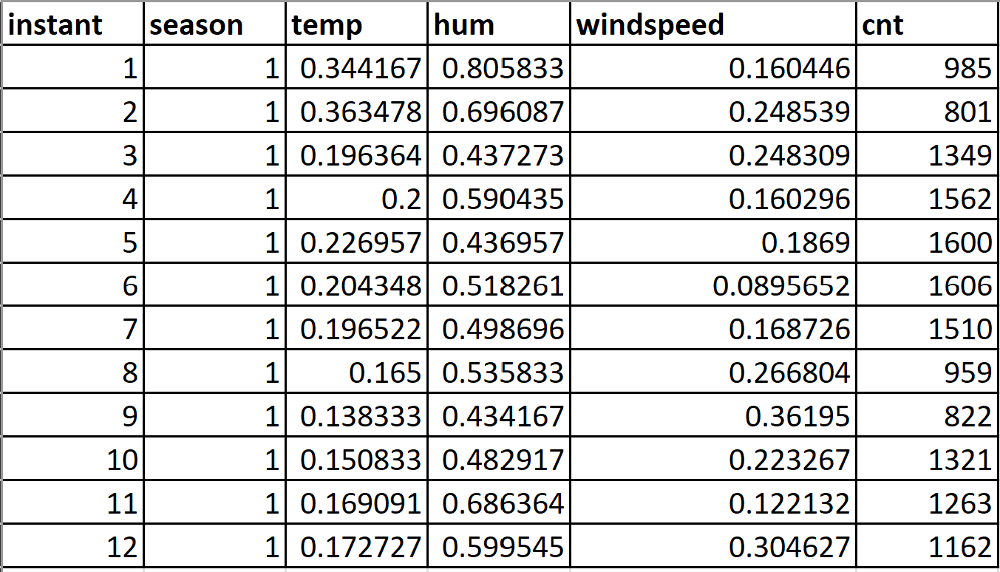 instant season temp hum windspeed cnt
1 1 0.344167 0.805833 0.160446 985
2 1 0.363478 0.696087 0.248539 801
3 1 0.196364 0.437273 0.248309 1349
4 1 0.2 0.590435 0.160296 1562
5 1 0.226957 0.436957 0.1869 1600
6 1 0.204348 0.518261 0.0895652 1606
7 1 0.196522 0.498696 0.168726 1510
8 1 0.165 0.535833 0.266804 959
9 1 0.138333 0.434167 0.36195 822
10 1 0.150833 0.482917 0.223267 1321
11 1 0.169091 0.686364 0.122132 1263
12 1 0.172727 0.599545 0.304627 1162